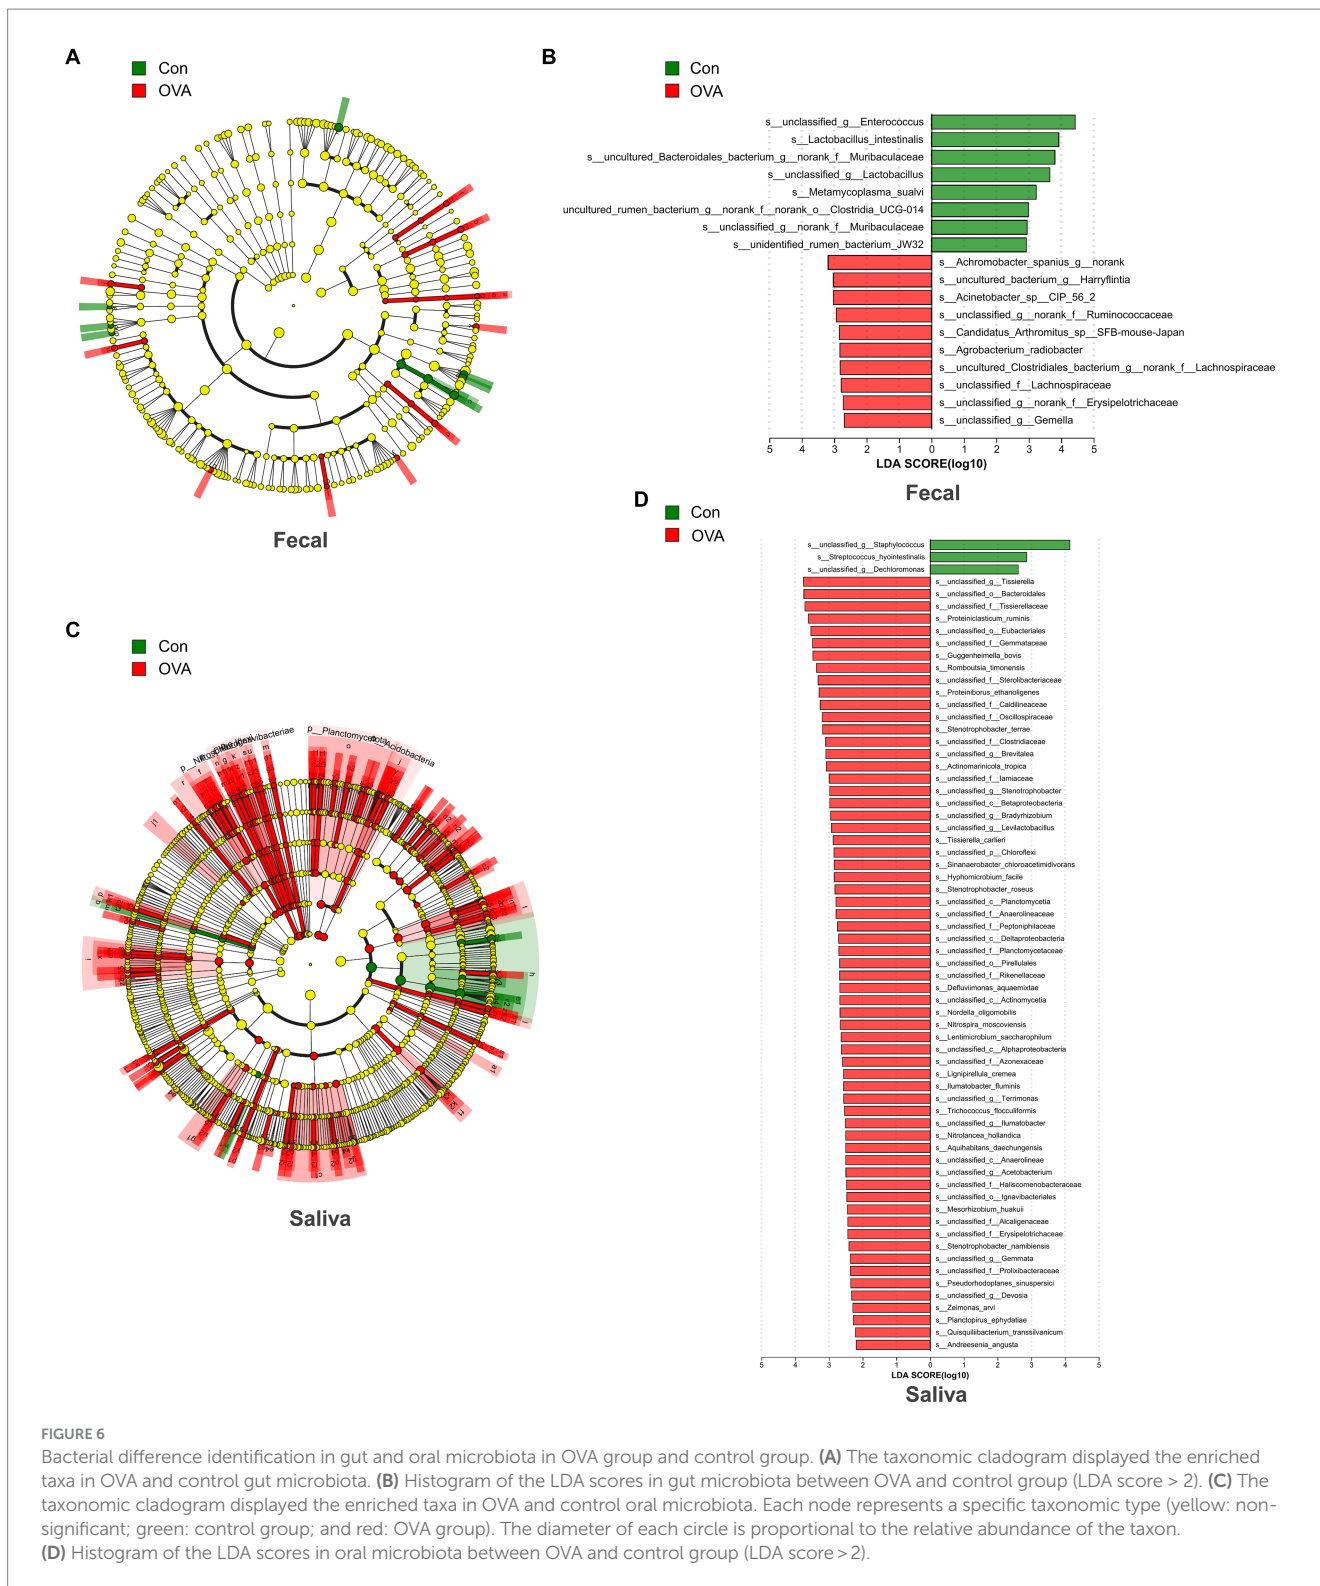 A
Con
OVA
Fecal
B
Con
OVA
s__unclassified_g__Enterococcus
s__Lactobacillus_intestinalis
s__uncultured_Bacteroidales_bacterium_g__norank_f__Muribaculaceae
s__unclassified_g__Lactobacillus
s__Metamycoplasma_sualvi
uncultured_rumen_bacterium_g__norank_f__norank_o__Clostridia_UCG-014
s__unclassified_g__norank_f__Muribaculaceae
s__unidentified_rumen_bacterium_JW32
s__Achromobacter_spanius_g__norank
s__uncultured_bacterium_g__Harryflintia
s__Acinetobacter_sp__CIP_56_2
s__unclassified_g__norank_f__Ruminococcaceae
s__Candidatus_Arthromitus_sp__SFB-mouse-Japan
s__Agrobacterium_radiobacter
s__uncultured_Clostridiales_bacterium_g__norank_f__Lachnospiraceae
s__unclassified_f__Lachnospiraceae
s__unclassified_g__norank_f__Erysipelotrichaceae
s__unclassified_g__Gemella
5 4 3 2 1 0 1 2 3 4 5
LDA SCORE(log10)
Fecal
C
Con
OVA
p__Planctomycetota
p__Acidobacteria
Saliva
D
Con
OVA
s__unclassified_g__Staphylococcus
s__Streptococcus_hyointestinalis
s__unclassified_g__Dechloromonas
s__unclassified_g__Tissierella
s__unclassified_o__Bacteroidales
s__unclassified_f__Tissierellaceae
s__Proteiniclasticum_ruminis
s__unclassified_o__Eubacteriales
s__unclassified_f__Gemmataceae
s__Guggenheimella_bovis
s__Romboutsia_timonensis
s__unclassified_f__Sterolibacteriaceae
s__Proteiniborus_ethanoligenes
s__unclassified_f__Caldilineaceae
s__unclassified_f__Oscillospiraceae
s__Stenotrophobacter_terrae
s__unclassified_f__Clostridiaceae
s__unclassified_g__Brevitalea
s__Actinomarinicola_tropica
s__unclassified_f__Iamiaceae
s__unclassified_g__Stenotrophobacter
s__unclassified_c__Betaproteobacteria
s__unclassified_g__Bradyrhizobium
s__unclassified_g__Levilactobacillus
s__Tissierella_carlieri
s__unclassified_p__Chloroflexi
s__Sinanaerobacter_chloroacetimidivorans
s__Hyphomicrobium_facile
s__Stenotrophobacter_roseus
s__unclassified_c__Planctomycetia
s__unclassified_f__Anaerolineaceae
s__unclassified_f__Peptoniphilaceae
s__unclassified_c__Deltaproteobacteria
s__unclassified_f__Planctomycetaceae
s__unclassified_o__Pirellulales
s__unclassified_f__Rikenellaceae
s__Defluviimonas_aquaemixtae
s__unclassified_c__Actinomycetia
s__Nordella_oligomobilis
s__Nitrospira_moscoviensis
s__Lentimicrobium_saccharophilum
s__unclassified_c__Alphaproteobacteria
s__unclassified_f__Azonexaceae
s__Lignipirellula_cremea
s__Ilumatobacter_fluminis
s__unclassified_g__Terrimonas
s__Trichococcus_flocculiformis
s__unclassified_g__Ilumatobacter
s__Nitrolancea_hollandica
s__Aquihabitans_daechungensis
s__unclassified_c__Anaerolineae
s__unclassified_g__Acetobacterium
s__unclassified_f__Haliscomenobacteraceae
s__unclassified_o__Ignavibacteriales
s__Mesorhizobium_huakuii
s__unclassified_f__Alcaligenaceae
s__unclassified_f__Erysipelotrichaceae
s__Stenotrophobacter_namibiensis
s__unclassified_g__Gemmata
s__unclassified_f__Prolixibacteraceae
s__Pseudorhodoplanes_sinuspersici
s__unclassified_g__Devosia
s__Zeimonas_arvi
s__Planctopirus_ephydatiae
s__Quisquiliibacterium_transsilvanicum
s__Andreesenia_angusta
5 4 3 2 1 0 1 2 3 4 5
LDA SCORE(log10)
Saliva
FIGURE 6
Bacterial difference identification in gut and oral microbiota in OVA group and control group. (A) The taxonomic cladogram displayed the enriched
taxa in OVA and control gut microbiota. (B) Histogram of the LDA scores in gut microbiota between OVA and control group (LDA score > 2). (C) The
taxonomic cladogram displayed the enriched taxa in OVA and control oral microbiota. Each node represents a specific taxonomic type (yellow: non-
significant; green: control group; and red: OVA group). The diameter of each circle is proportional to the relative abundance of the taxon.
(D) Histogram of the LDA scores in oral microbiota between OVA and control group (LDA score > 2).